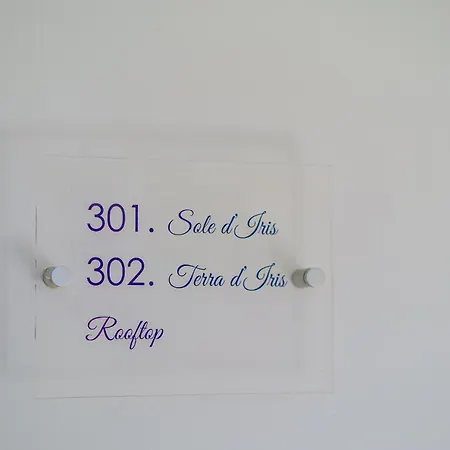 301. Sole d'Iris
302. Terra d'Iris
Rooftop